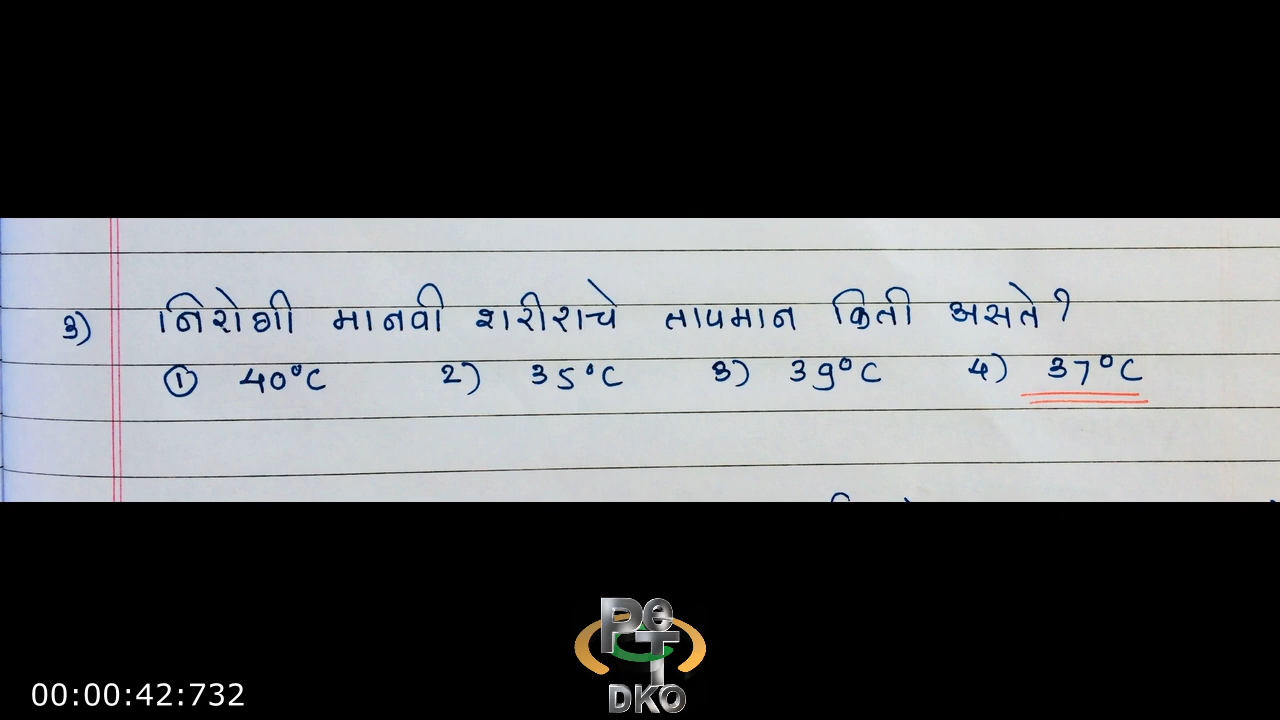 3) निरोगी मानवी शरीराचे तापमान किती असते?
① 40°C 2) 35°C 3) 39°C 4) 37°C
PeT
DKO
00:00:42:732